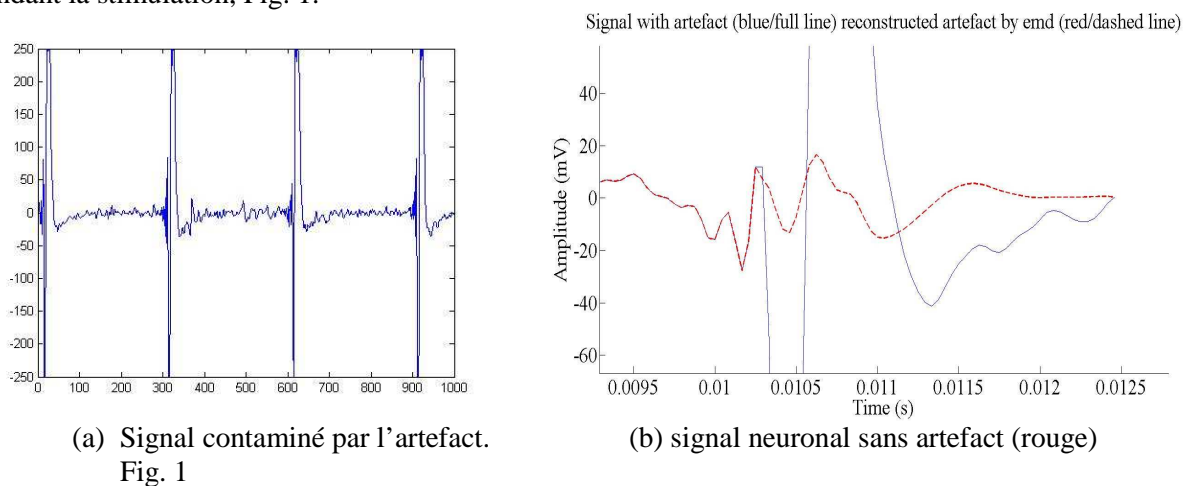 pendant la stimulation, Fig. 1.
Signal with artefact (blue/full line) reconstructed artefact by emd (red/dashed line)
250
200
150
100
50
0
-50
-100
-150
-200
-250
0 100 200 300 400 500 600 700 800 900 1000
Amplitude (mV)
40
20
0
-20
-40
-60
0.0095 0.01 0.0105 0.011 0.0115 0.012 0.0125
Time (s)
(a) Signal contaminé par l’artefact.
Fig. 1
(b) signal neuronal sans artefact (rouge)